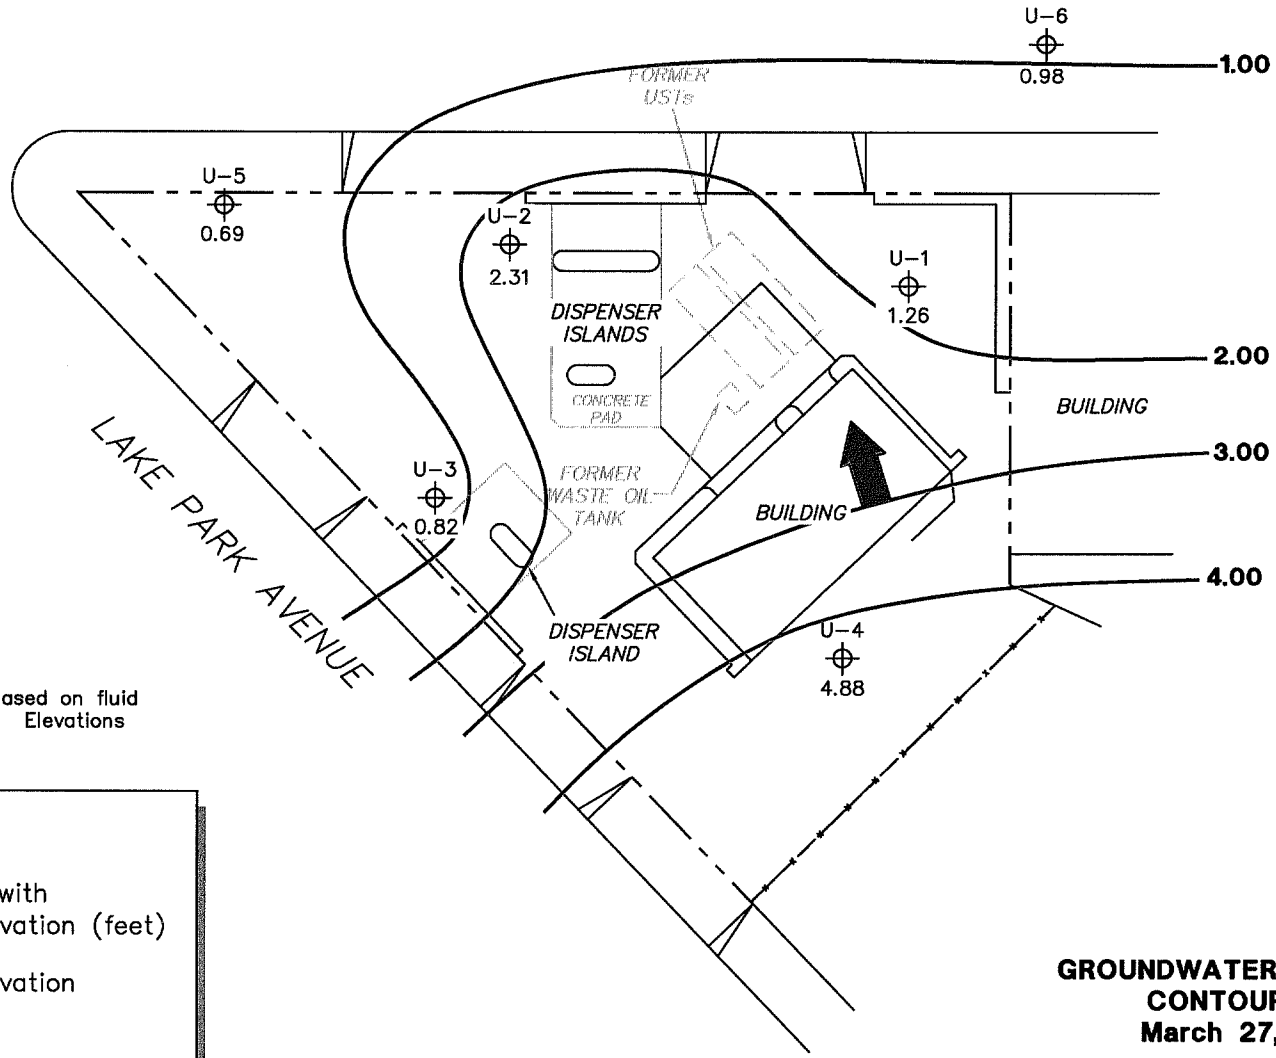 U-6
0.98
1.00
FORMER
USTs
U-5
0.69
U-2
2.31
U-1
1.26
DISPENSER
ISLANDS
2.00
CONCRETE
PAD
BUILDING
LAKE PARK AVENUE
U-3
0.82
FORMER
WASTE OIL
TANK
3.00
BUILDING
4.00
DISPENSER
ISLAND
U-4
4.88
ased on fluid
Elevations
with
vation (feet)
vation
GROUNDWATER
CONTOUR
March 27,